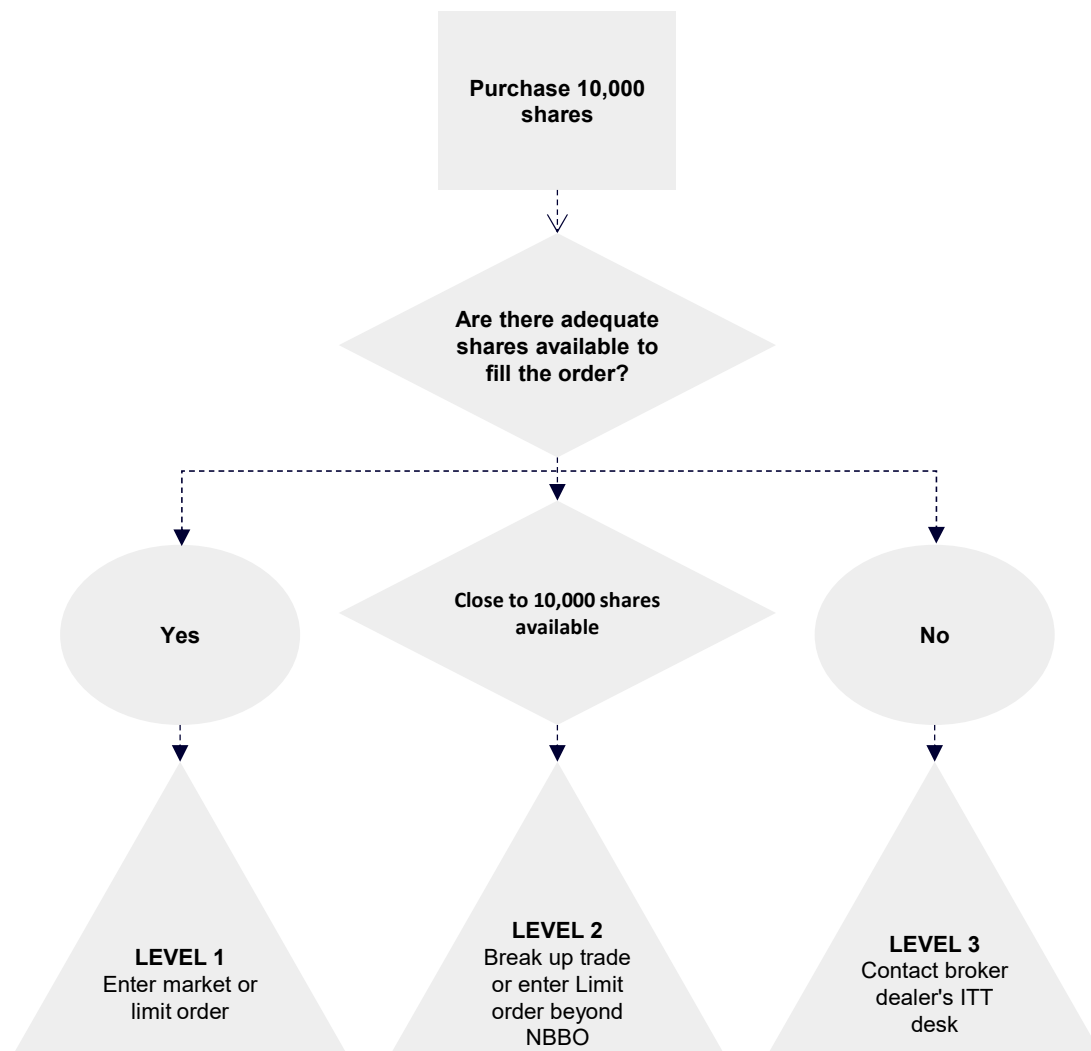 Purchase 10,000
shares
Are there adequate
shares available to
fill the order?
Yes
Close to 10,000 shares
available
No
LEVEL 1
Enter market or
limit order
LEVEL 2
Break up trade
or enter Limit
order beyond
NBBO
LEVEL 3
Contact broker
dealer's ITT
desk